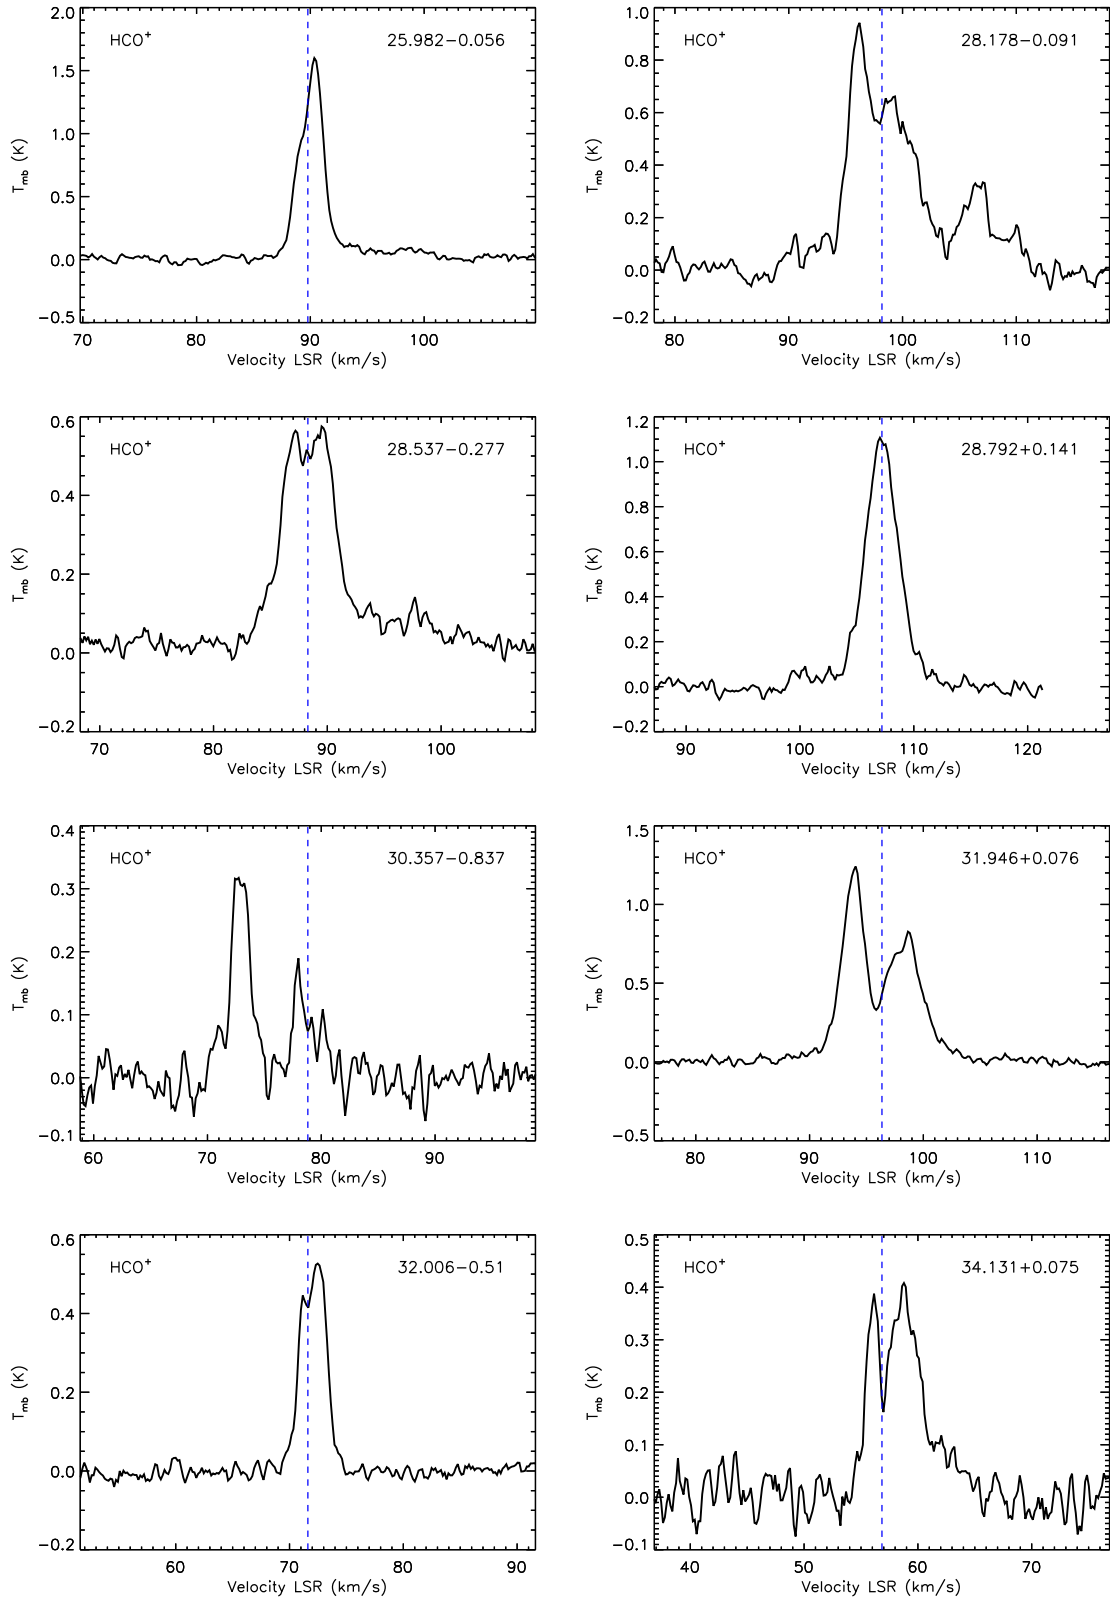 HCO+ 25.982−0.056
2.0
1.5
1.0
0.5
0.0
−0.5
Tmb (K)
70 80 90 100
Velocity LSR (km/s)
HCO+ 28.178−0.091
1.0
0.8
0.6
0.4
0.2
0.0
−0.2
Tmb (K)
80 90 100 110
Velocity LSR (km/s)
HCO+ 28.537−0.277
0.6
0.4
0.2
0.0
−0.2
Tmb (K)
70 80 90 100
Velocity LSR (km/s)
HCO+ 28.792+0.141
1.2
1.0
0.8
0.6
0.4
0.2
0.0
−0.2
Tmb (K)
90 100 110 120
Velocity LSR (km/s)
HCO+ 30.357−0.837
0.4
0.3
0.2
0.1
0.0
−0.1
Tmb (K)
60 70 80 90
Velocity LSR (km/s)
HCO+ 31.946+0.076
1.5
1.0
0.5
0.0
−0.5
Tmb (K)
80 90 100 110
Velocity LSR (km/s)
HCO+ 32.006−0.51
0.6
0.4
0.2
0.0
−0.2
Tmb (K)
60 70 80 90
Velocity LSR (km/s)
HCO+ 34.131+0.075
0.5
0.4
0.3
0.2
0.1
0.0
−0.1
Tmb (K)
40 50 60 70
Velocity LSR (km/s)